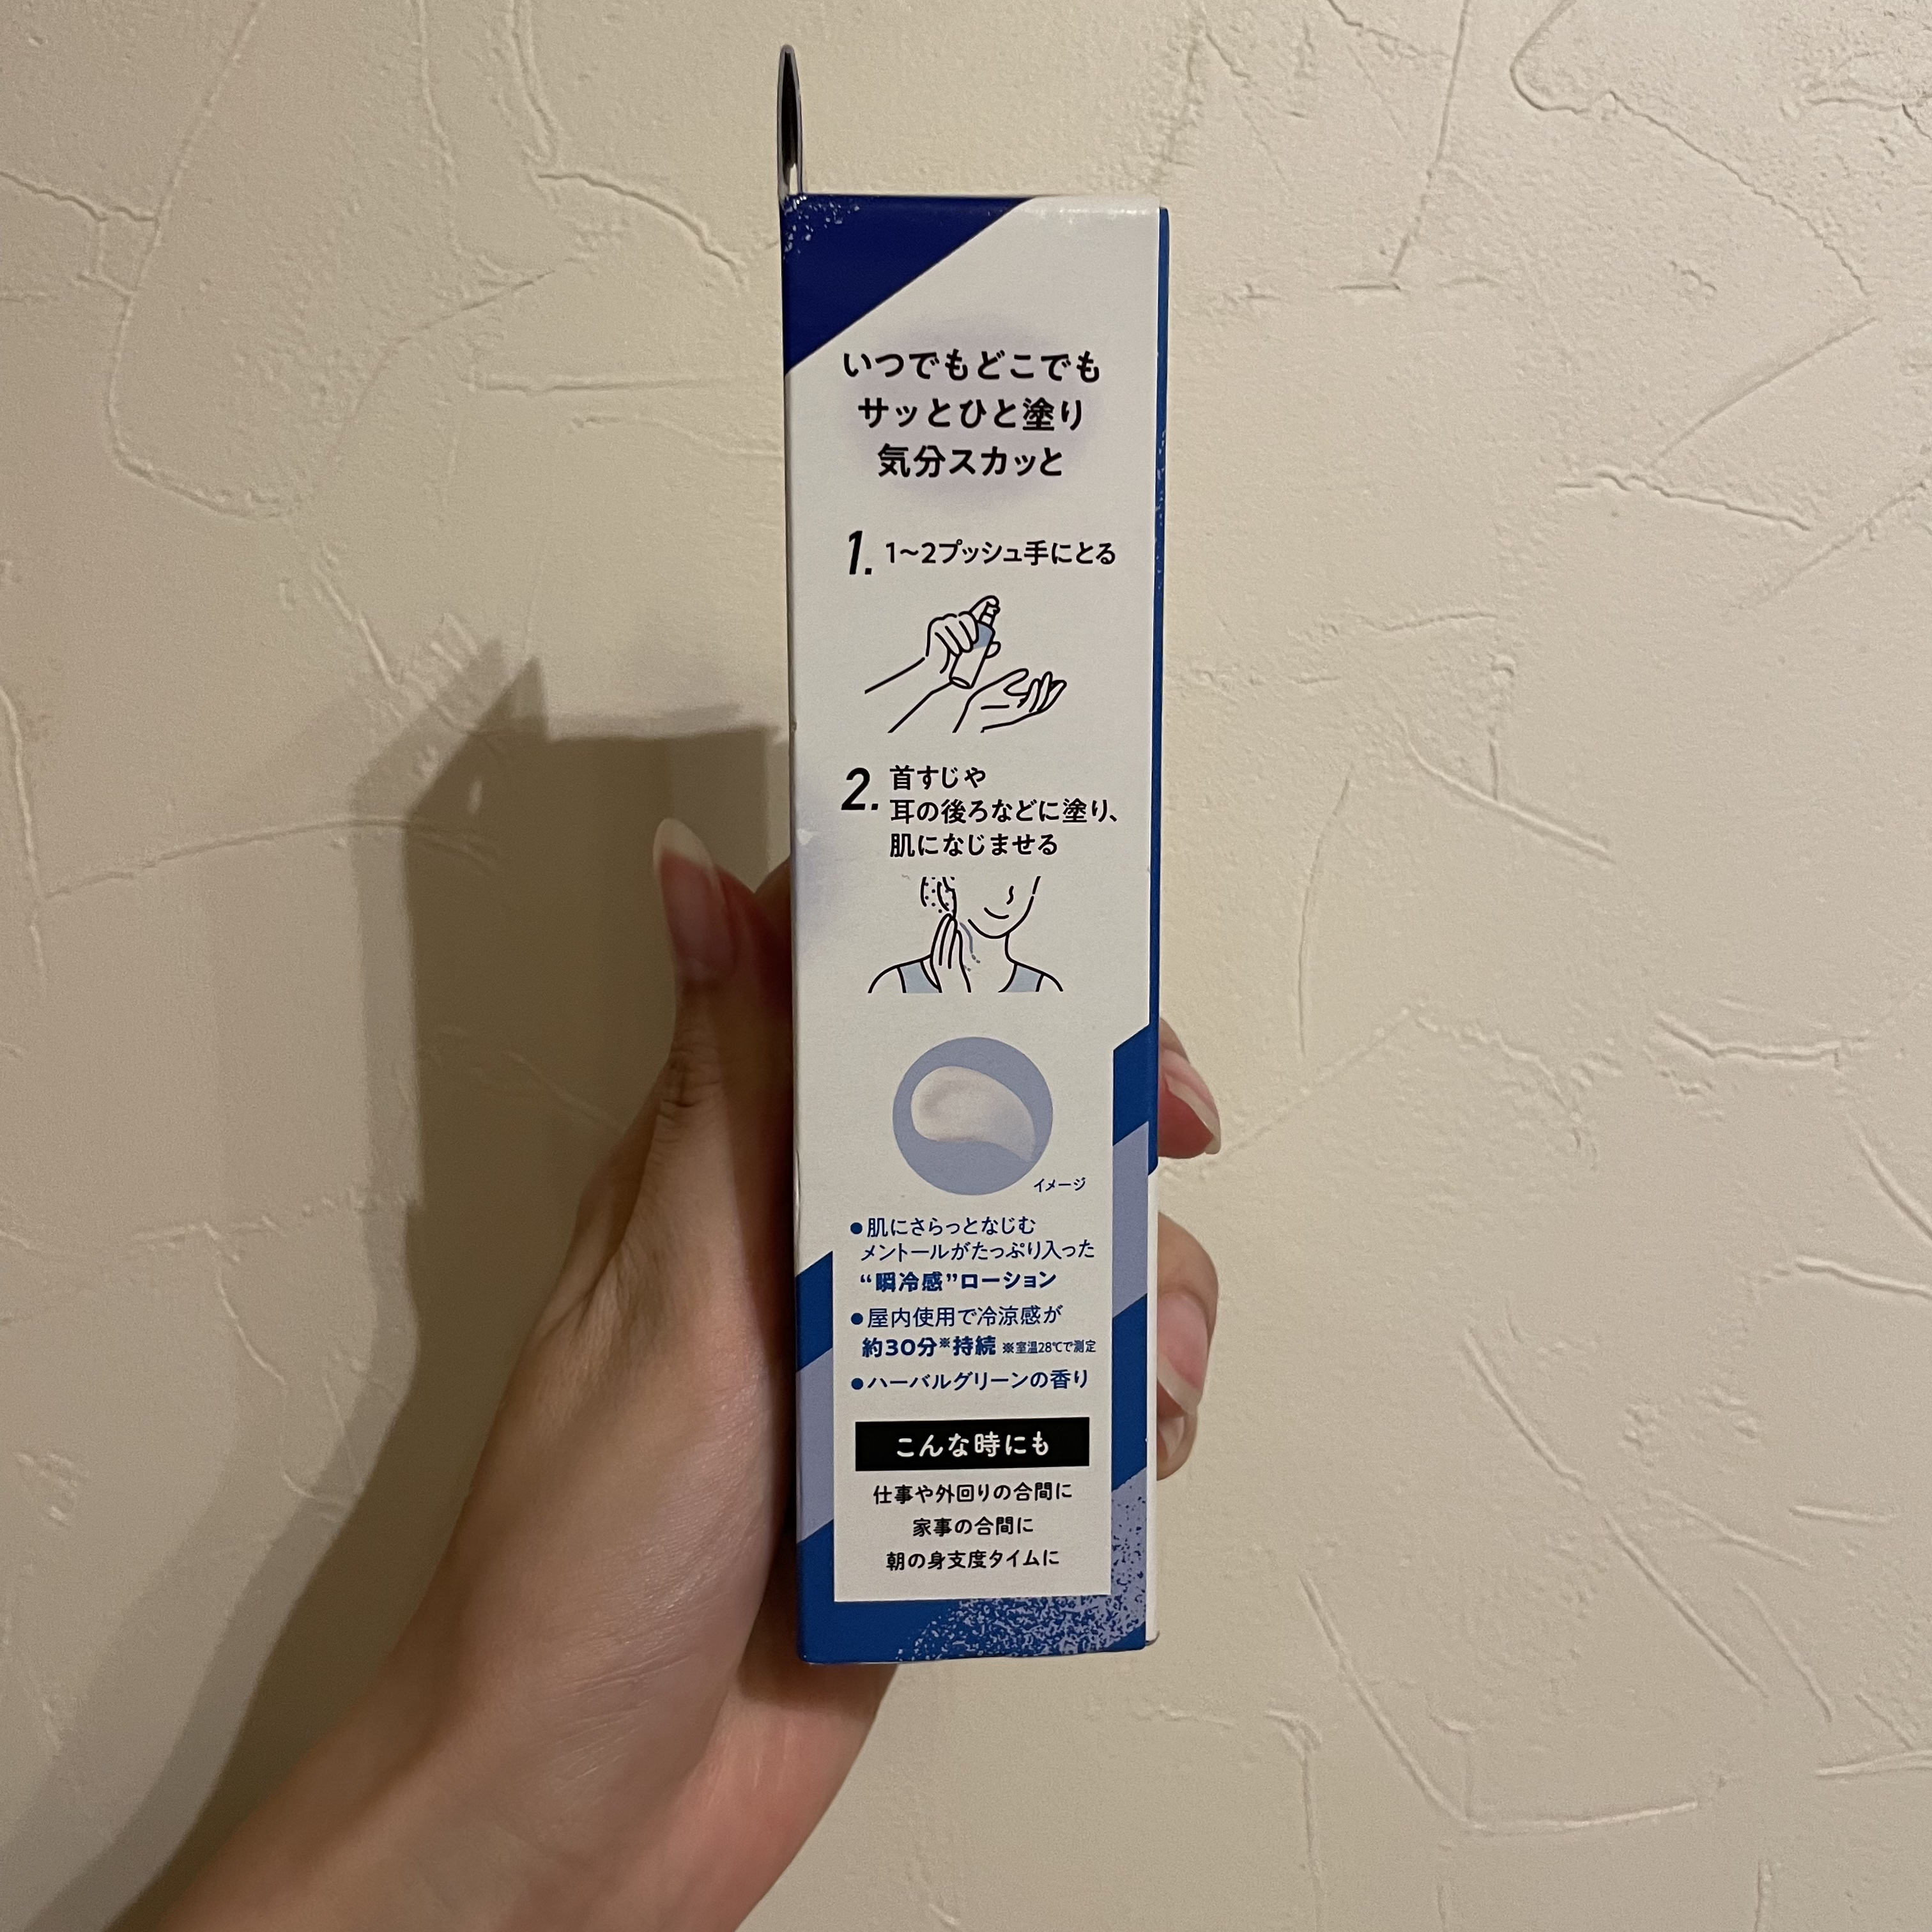 いつでもどこでも
サッとひと塗り
気分スカッと
1. 1~2プッシュ手にとる
2. 首すじや
耳の後ろなどに塗り、
肌になじませる
イメージ
●肌にさらっとなじむ
メントールがたっぷり入った
“瞬冷感”ローション
●屋内使用で冷涼感が
約30分※持続 ※室温28℃で測定
●ハーバルグリーンの香り
こんな時にも
仕事や外回りの合間に
家事の合間に
朝の身支度タイムに